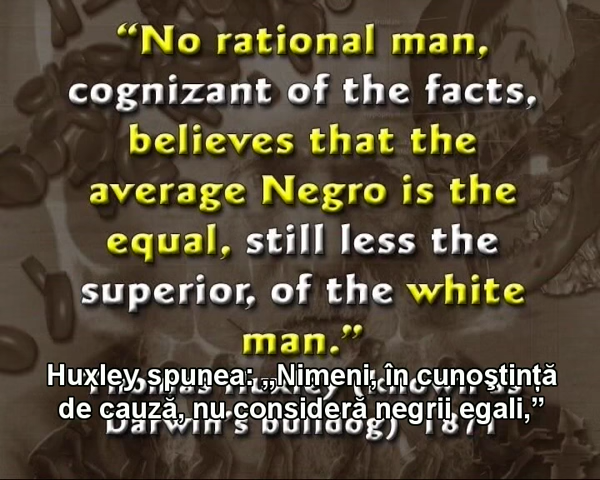 “No rational man,
cognizant of the facts,
believes that the
average Negro is the
equal, still less the
superior, of the white
man.”
Huxley spunea: „Nimeni, în cunoştinţă
de cauză, nu consideră negrii egali,”
Darwin's bulldog) 1871